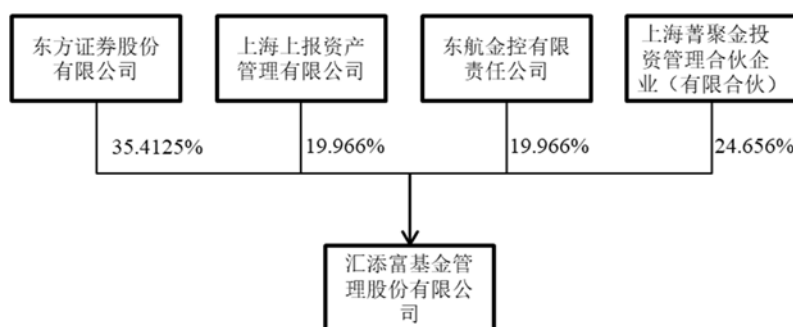 东方证券股份
有限公司
上海上报资产
管理有限公司
东航金控有限
责任公司
上海菁聚金投
资管理合伙企
业（有限合伙）
35.4125%
19.966%
19.966%
24.656%
汇添富基金管
理股份有限公
司